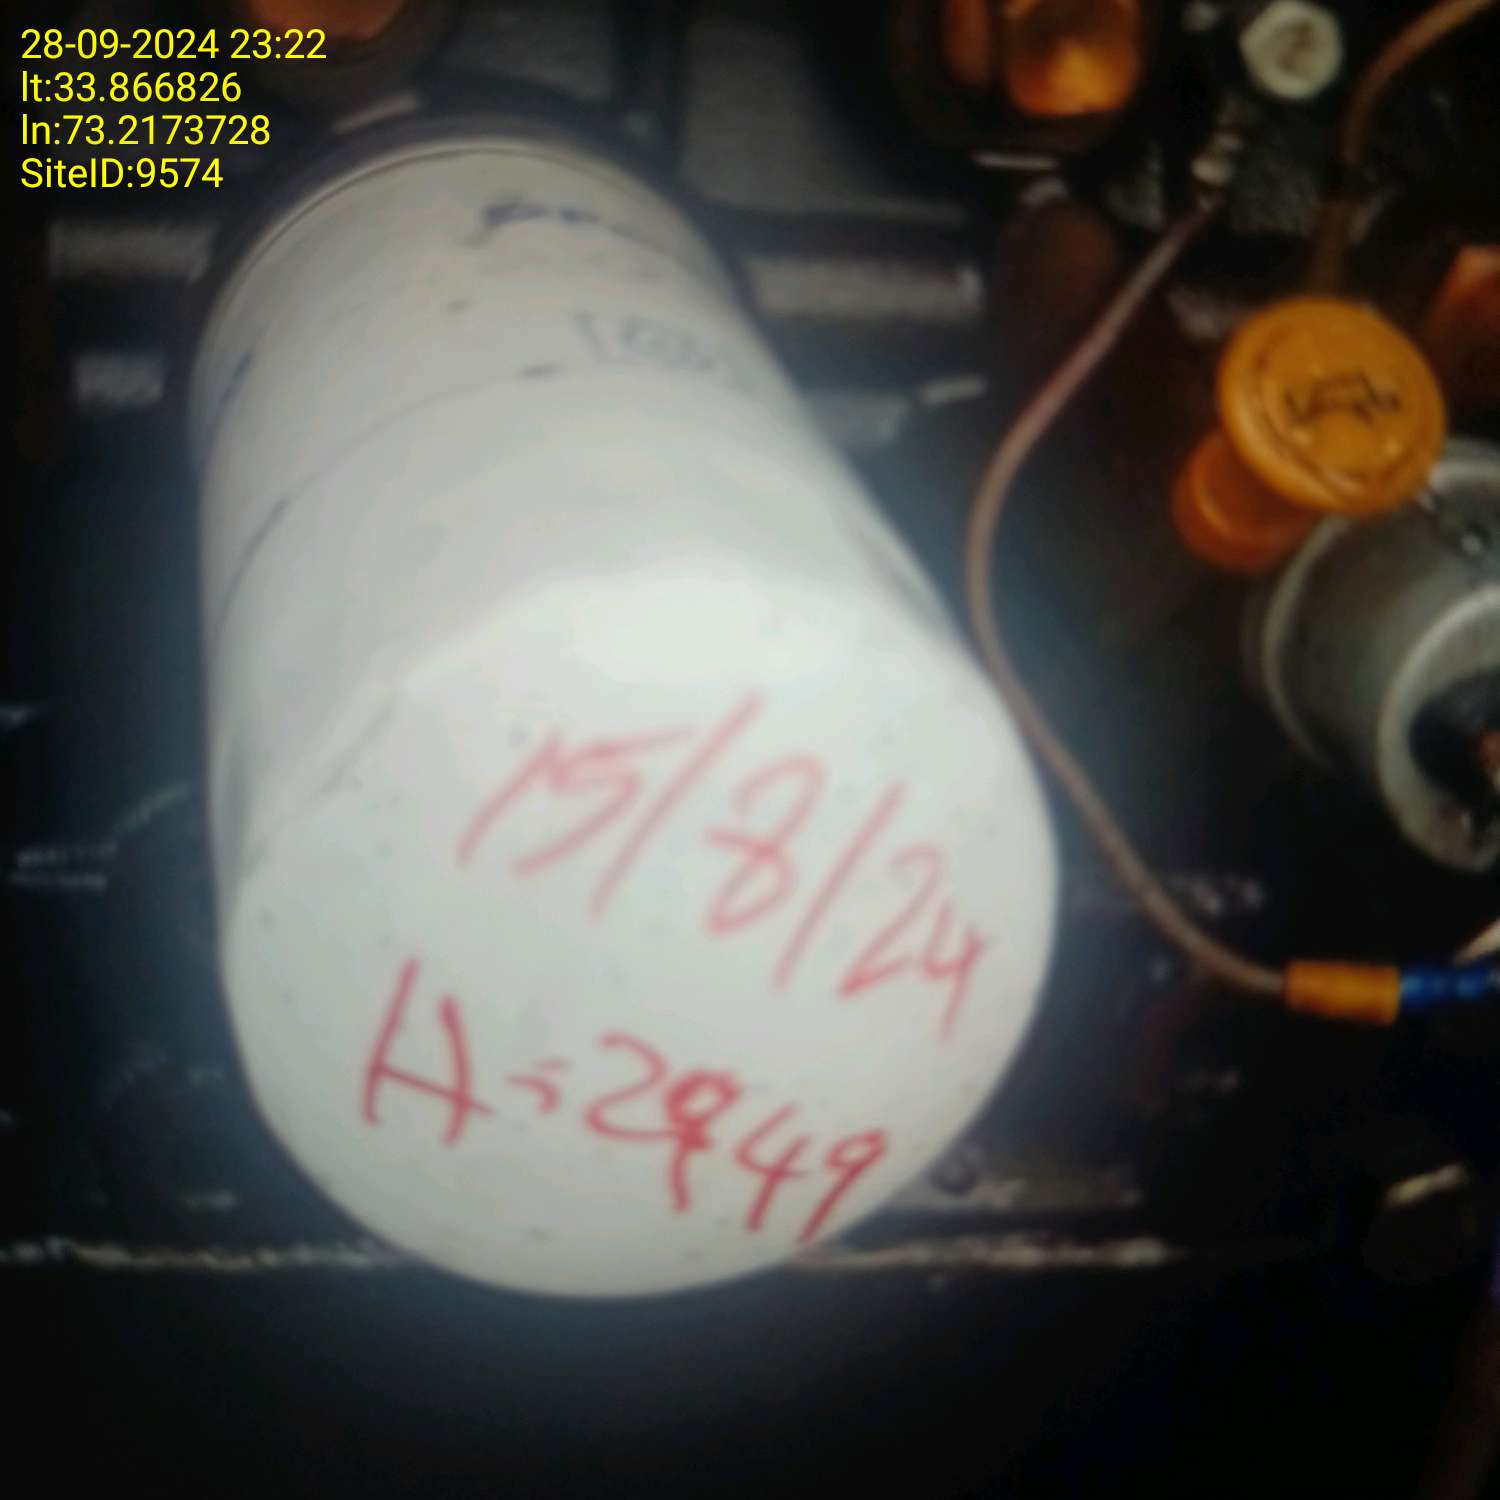 28-09-2024 23:22
lt:33.866826
ln:73.2173728
SiteID:9574
15/8/24
H=2949